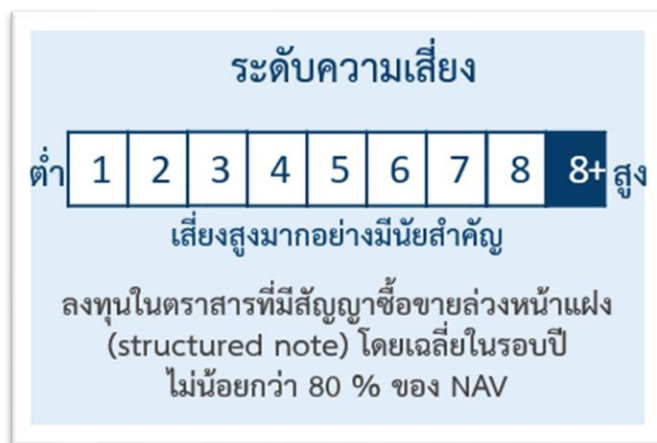 ระดับความเสี่ยง
ต่ำ 1 2 3 4 5 6 7 8 8+ สูง
เสี่ยงสูงมากอย่างมีนัยสำคัญ
ลงทุนในตราสารที่มีสัญญาซื้อขายล่วงหน้าแฝง
(structured note) โดยเฉลี่ยในรอบปี
ไม่น้อยกว่า 80 % ของ NAV